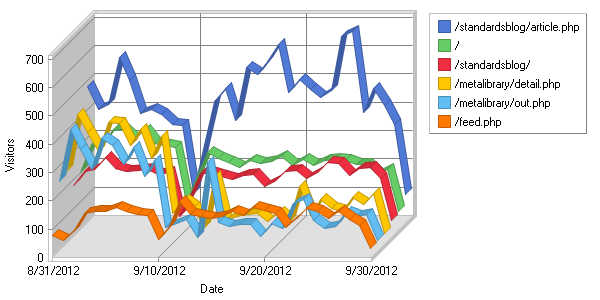 700
600
500
400
300
200
100
0
Visitors
8/31/2012 9/10/2012 9/20/2012 9/30/2012
Date
/standardsblog/article.php
/
/standardsblog/
/metalibrary/detail.php
/metalibrary/out.php
/feed.php